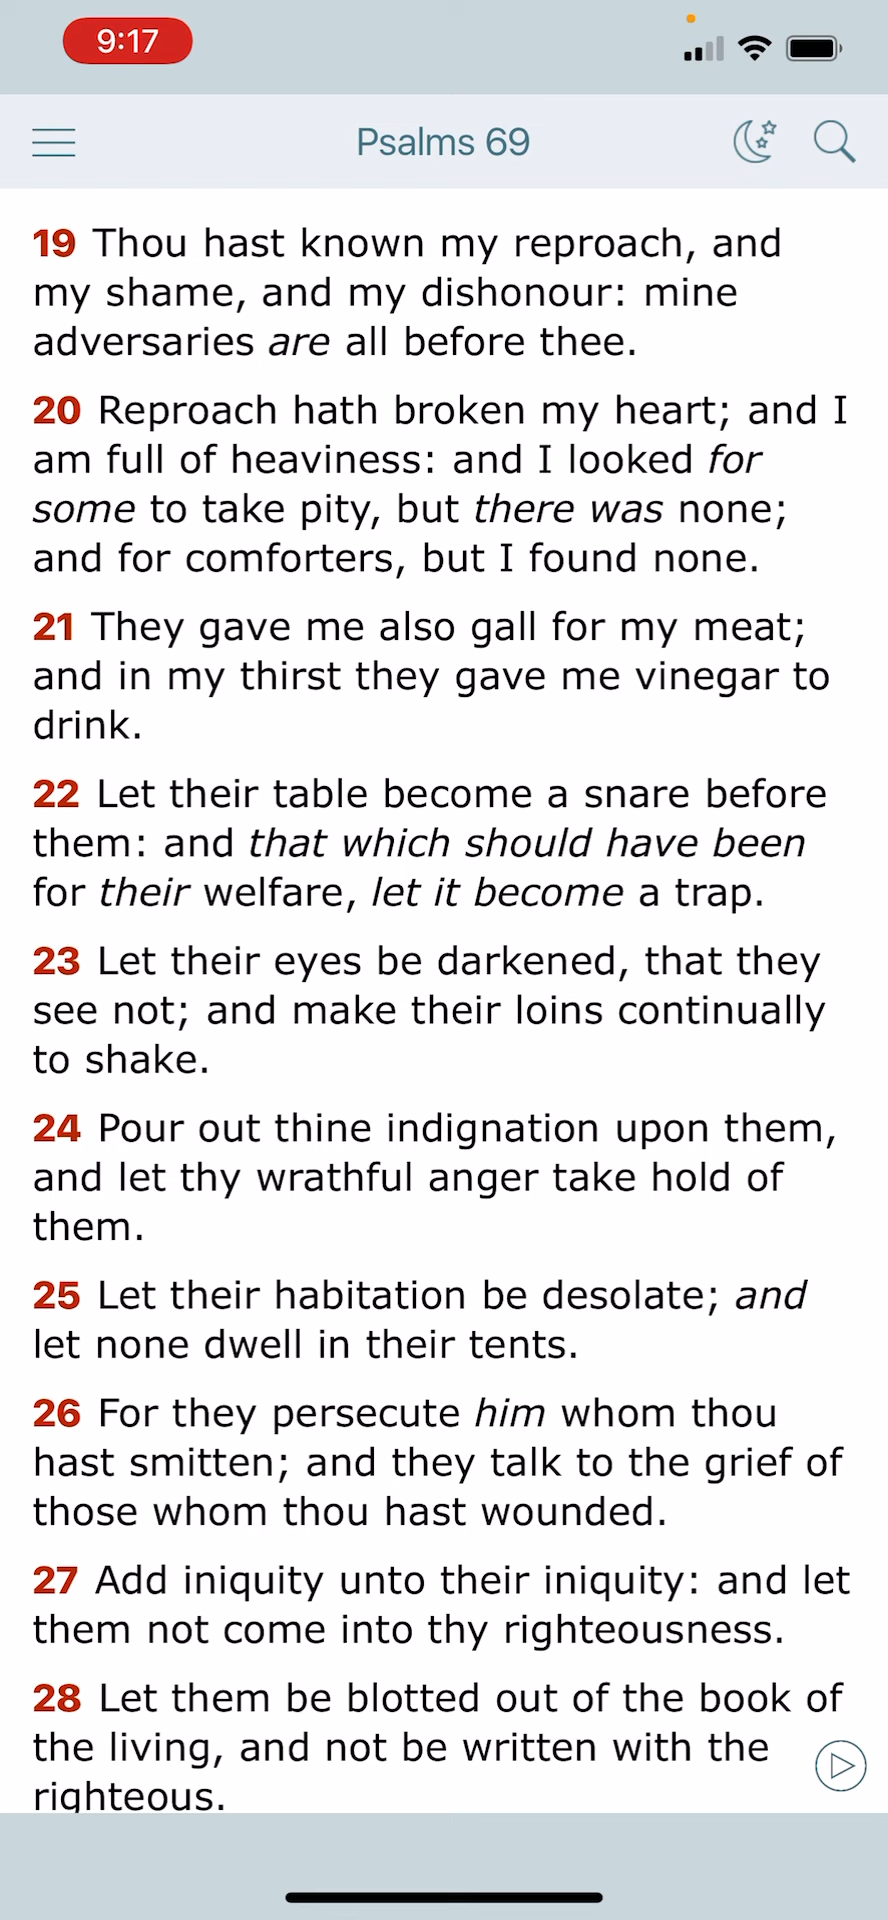 9:17
Psalms 69
19 Thou hast known my reproach, and
my shame, and my dishonour: mine
adversaries are all before thee.
20 Reproach hath broken my heart; and I
am full of heaviness: and I looked for
some to take pity, but there was none;
and for comforters, but I found none.
21 They gave me also gall for my meat;
and in my thirst they gave me vinegar to
drink.
22 Let their table become a snare before
them: and that which should have been
for their welfare, let it become a trap.
23 Let their eyes be darkened, that they
see not; and make their loins continually
to shake.
24 Pour out thine indignation upon them,
and let thy wrathful anger take hold of
them.
25 Let their habitation be desolate; and
let none dwell in their tents.
26 For they persecute him whom thou
hast smitten; and they talk to the grief of
those whom thou hast wounded.
27 Add iniquity unto their iniquity: and let
them not come into thy righteousness.
28 Let them be blotted out of the book of
the living, and not be written with the
righteous.